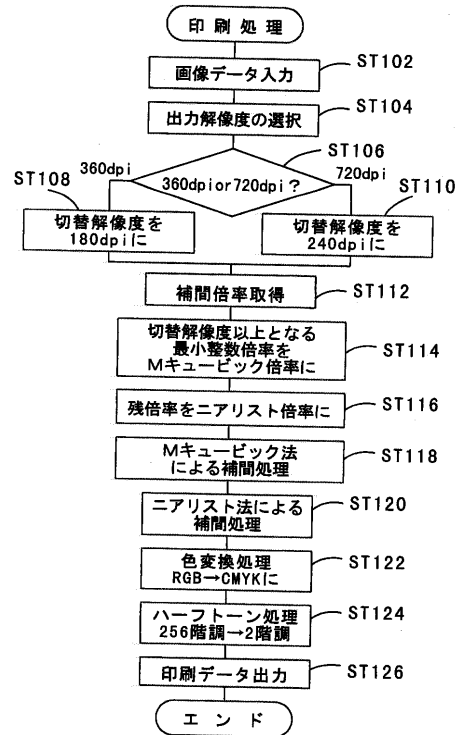 印刷処理
画像データ入力
ST102
出力解像度の選択
ST104
ST106
360dpi
360dpi or 720dpi?
720dpi
ST108
切替解像度を
180dpiに
ST110
切替解像度を
240dpiに
補間倍率取得
ST112
切替解像度以上となる
最小整数倍率を
Mキュービック倍率に
ST114
残倍率をニアリスト倍率に
ST116
Mキュービック法
による補間処理
ST118
ニアリスト法による
補間処理
ST120
色変換処理
RGB→CMYKに
ST122
ハーフトーン処理
256階調→2階調
ST124
印刷データ出力
ST126
エンド